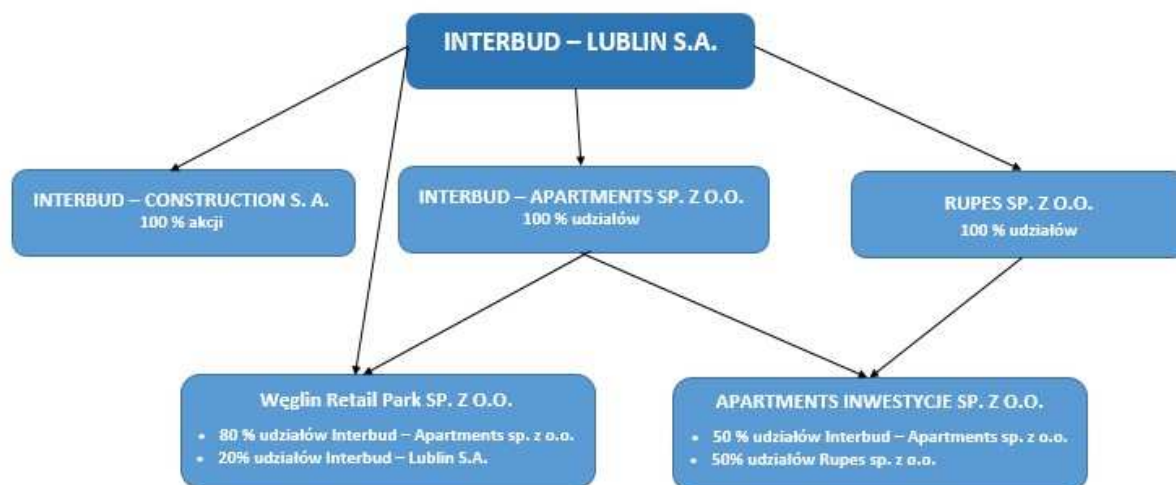 INTERBUD – LUBLIN S.A.
INTERBUD – CONSTRUCTION S. A.
100 % akcji
INTERBUD – APARTMENTS SP. Z O.O.
100 % udziałów
RUPES SP. Z O.O.
100 % udziałów
Węglin Retail Park SP. Z O.O.
• 80 % udziałów Interbud – Apartments sp. z o.o.
• 20% udziałów Interbud – Lublin S.A.
APARTMENTS INWESTYCJE SP. Z O.O.
• 50 % udziałów Interbud – Apartments sp. z o.o.
• 50% udziałów Rupes sp. z o.o.